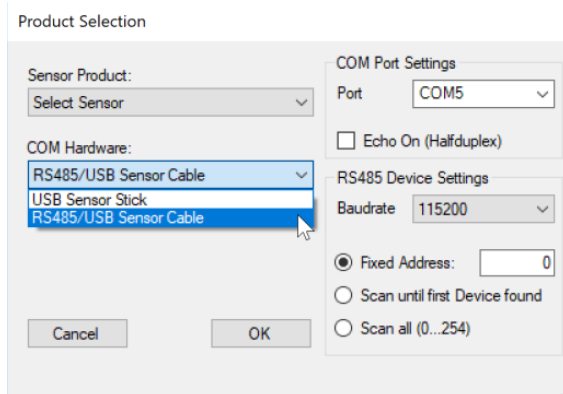 Product Selection
Sensor Product:
Select Sensor
COM Hardware:
RS485/USB Sensor Cable
USB Sensor Stick
RS485/USB Sensor Cable
Cancel
OK
COM Port Settings
Port
COM5
Echo On (Halfduplex)
RS485 Device Settings
Baudrate
115200
Fixed Address:
0
Scan until first Device found
Scan all (0...254)